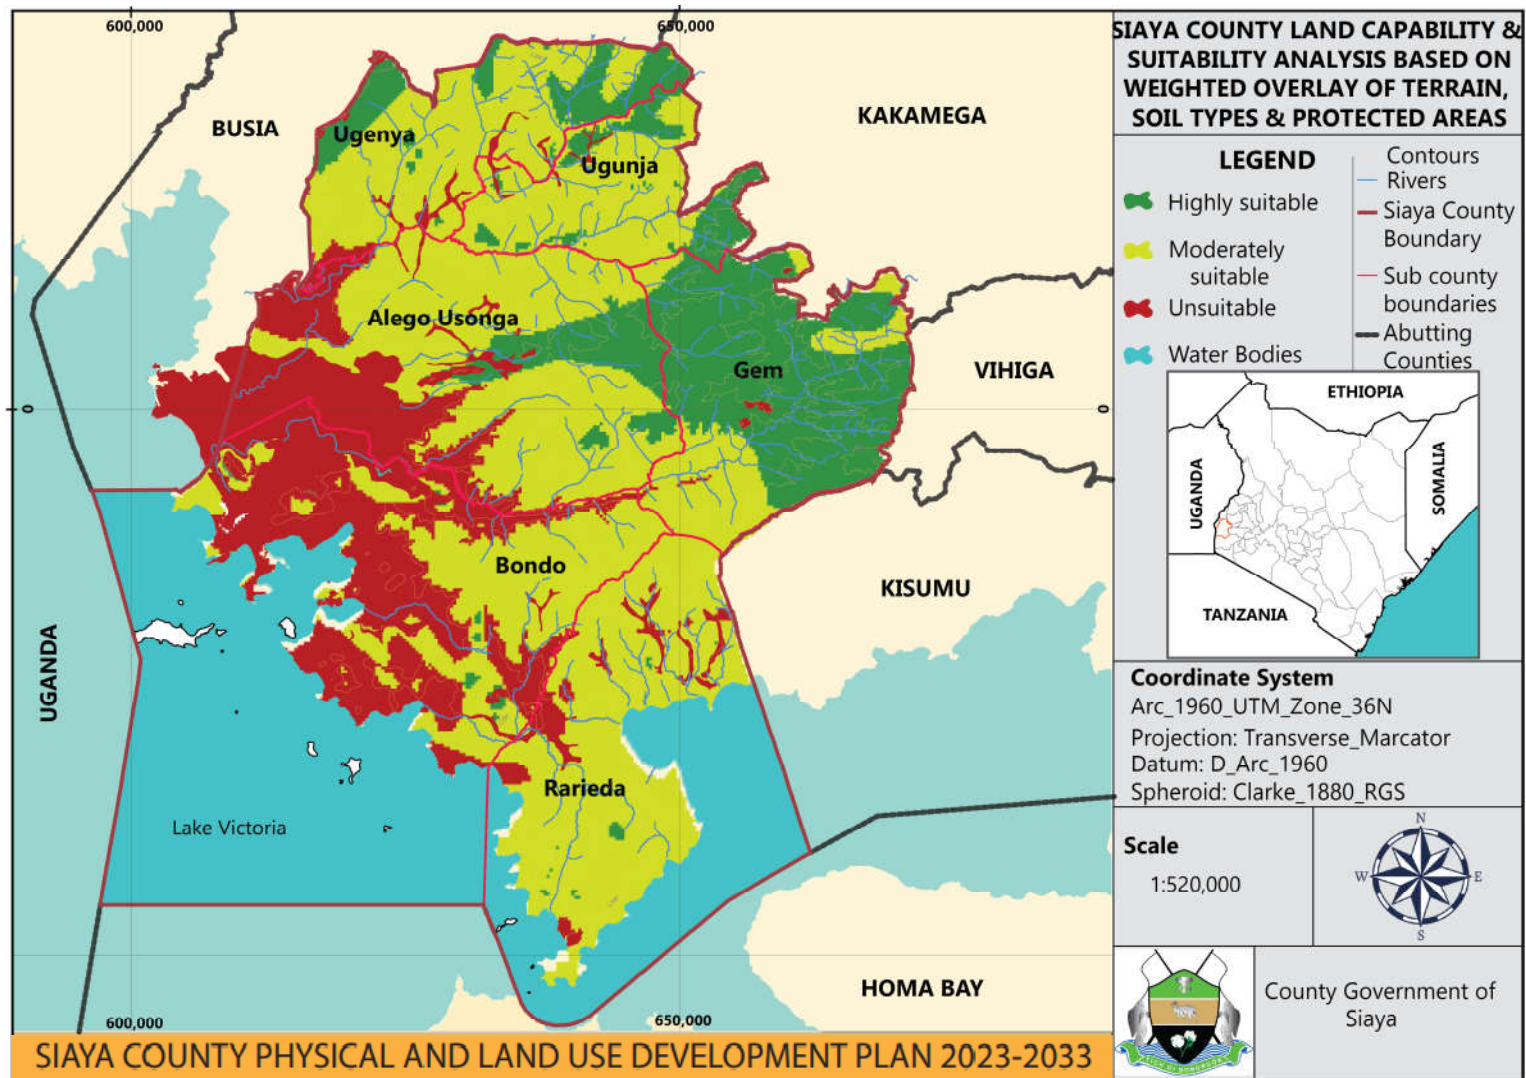 600,000
650,000
BUSIA
KAKAMEGA
Ugenya
Ugunja
Alego Usonga
Gem
VIHIGA
0
0
Bondo
KISUMU
UGANDA
Rarieda
Lake Victoria
HOMA BAY
600,000
650,000
SIAYA COUNTY PHYSICAL AND LAND USE DEVELOPMENT PLAN 2023-2033
SIAYA COUNTY LAND CAPABILITY &
SUITABILITY ANALYSIS BASED ON
WEIGHTED OVERLAY OF TERRAIN,
SOIL TYPES & PROTECTED AREAS
LEGEND
Highly suitable
Moderately
suitable
Unsuitable
Water Bodies
Contours
Rivers
Siaya County
Boundary
Sub county
boundaries
Abutting
Counties
ETHIOPIA
UGANDA
SOMALIA
TANZANIA
Coordinate System
Arc_1960_UTM_Zone_36N
Projection: Transverse_Marcator
Datum: D_Arc_1960
Spheroid: Clarke_1880_RGS
Scale
1:520,000
N
W
E
S
County Government of
Siaya